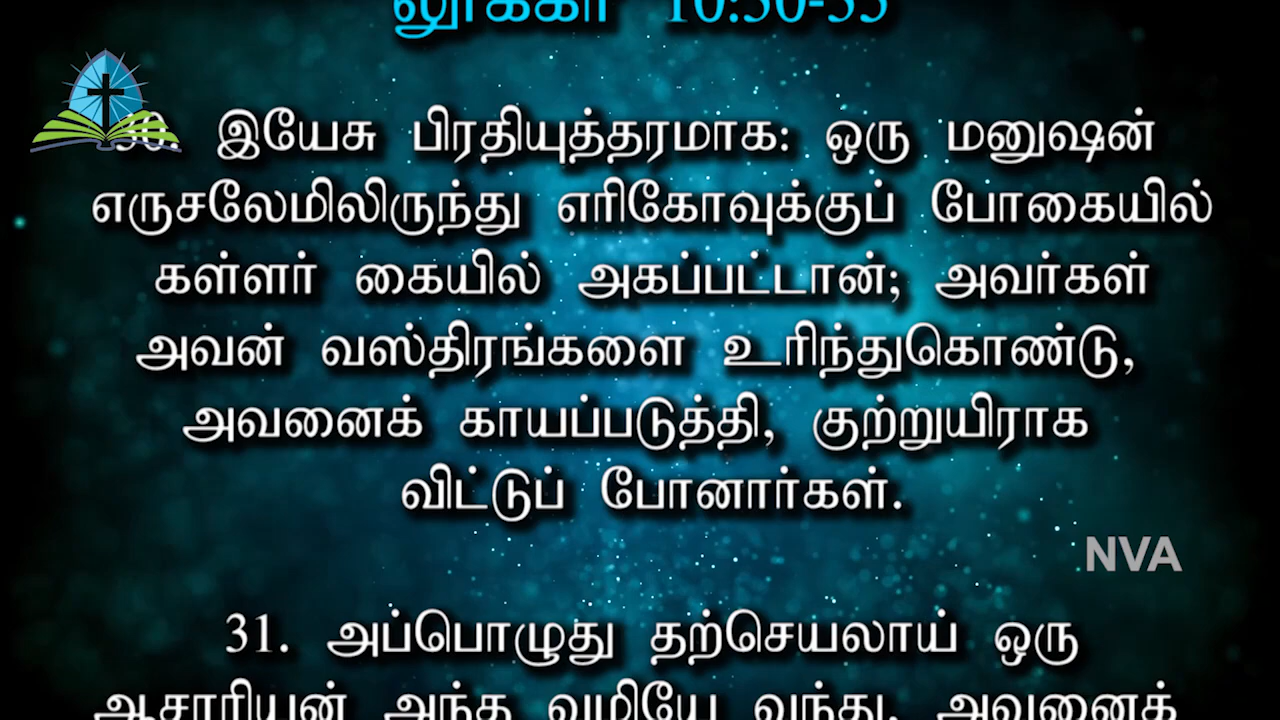 லூக்கா 10:30-35
30. இயேசு பிரதியுத்தரமாக: ஒரு மனுஷன்
எருசலேமிலிருந்து எரிகோவுக்குப் போகையில்
கள்ளர் கையில் அகப்பட்டான்; அவர்கள்
அவன் வஸ்திரங்களை உரிந்துகொண்டு,
அவனைக் காயப்படுத்தி, குற்றுயிராக
விட்டுப் போனார்கள்.
NVA
31. அப்பொழுது தற்செயலாய் ஒரு
ஆசாரியன் அந்த வழியே வந்து, அவனைக்